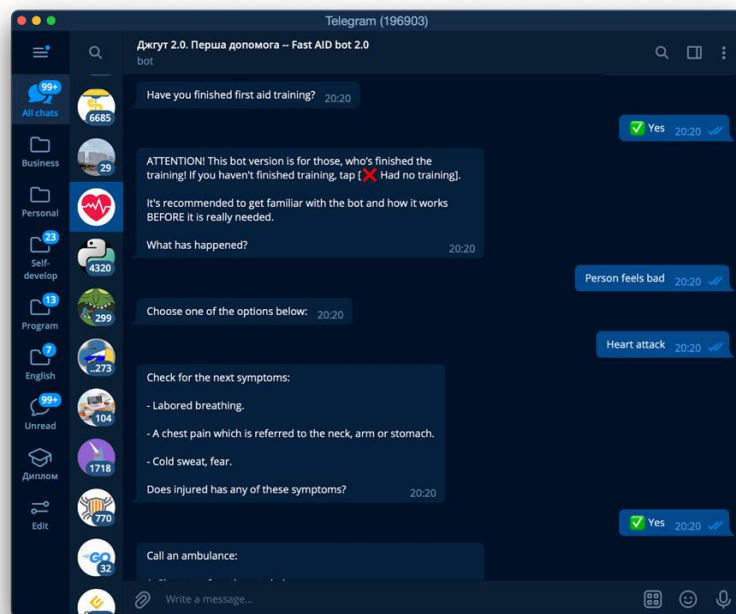 Telegram (196903)
Джгут 2.0. Перша допомога -- Fast AID bot 2.0
bot
99+
All chats
Business
Personal
23
Self-
develop
13
Program
7
English
99+
Unread
Диплом
Edit
6685
29
4320
299
..273
104
1718
770
GO
32
Have you finished first aid training? 20:20
Yes 20:20
ATTENTION! This bot version is for those, who's finished the
training! If you haven't finished training, tap [❌ Had no training].
It's recommended to get familiar with the bot and how it works
BEFORE it is really needed.
What has happened? 20:20
Person feels bad 20:20
Choose one of the options below: 20:20
Heart attack 20:20
Check for the next symptoms:
- Labored breathing.
- A chest pain which is referred to the neck, arm or stomach.
- Cold sweat, fear.
Does injured has any of these symptoms? 20:20
Yes 20:20
Call an ambulance:
Write a message...